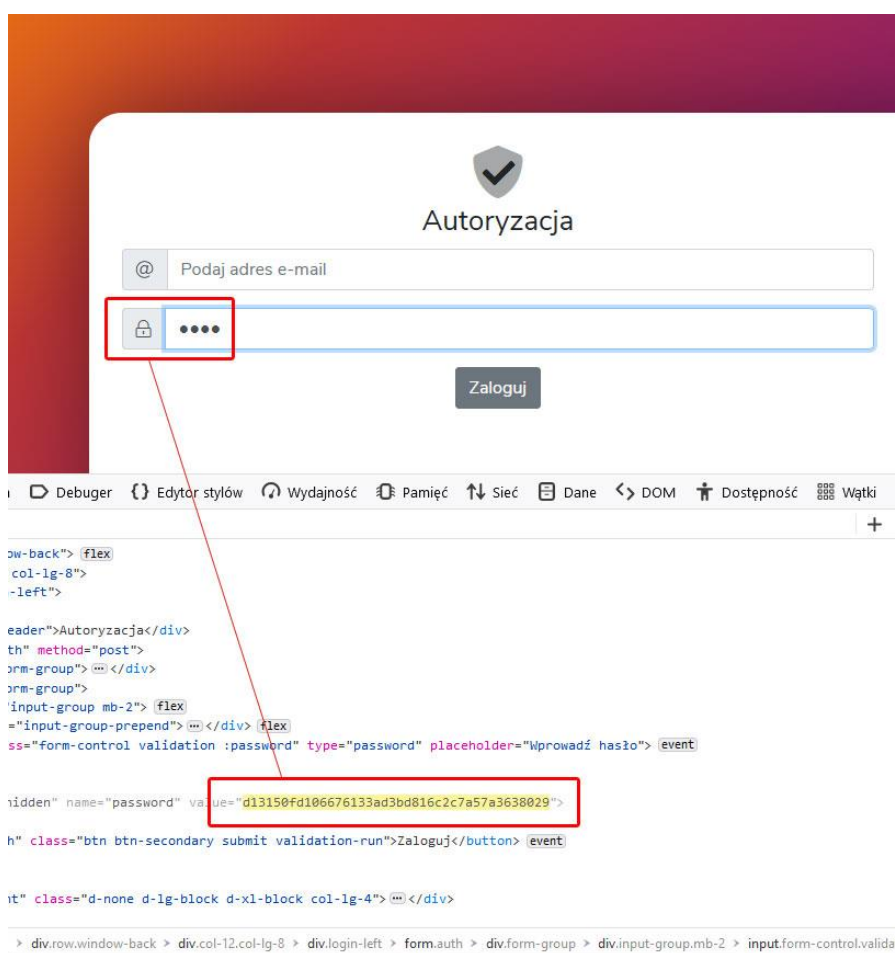 Autoryzacja
@ Podaj adres e-mail
••••
Zaloguj
Debuger {} Edytor stylów Wydajność Pamięć Sieć Dane DOM Dostępność Wątki
+
ow-back"> flex
col-lg-8">
-left">
eader">Autoryzacja</div>
th" method="post">
orm-group"> ⋯ </div>
orm-group">
"input-group mb-2"> flex
="input-group-prepend"> ⋯ </div> flex
ss="form-control validation :password" type="password" placeholder="Wprowadź hasło"> event
hidden" name="password" value="d13150fd106676133ad3bd816c2c7a57a3638029">
h" class="btn btn-secondary submit validation-run">Zaloguj</button> event
nt" class="d-none d-lg-block d-xl-block col-lg-4"> ⋯ </div>
> div.row.window-back > div.col-12.col-lg-8 > div.login-left > form.auth > div.form-group > div.input-group.mb-2 > input.form-control.valida